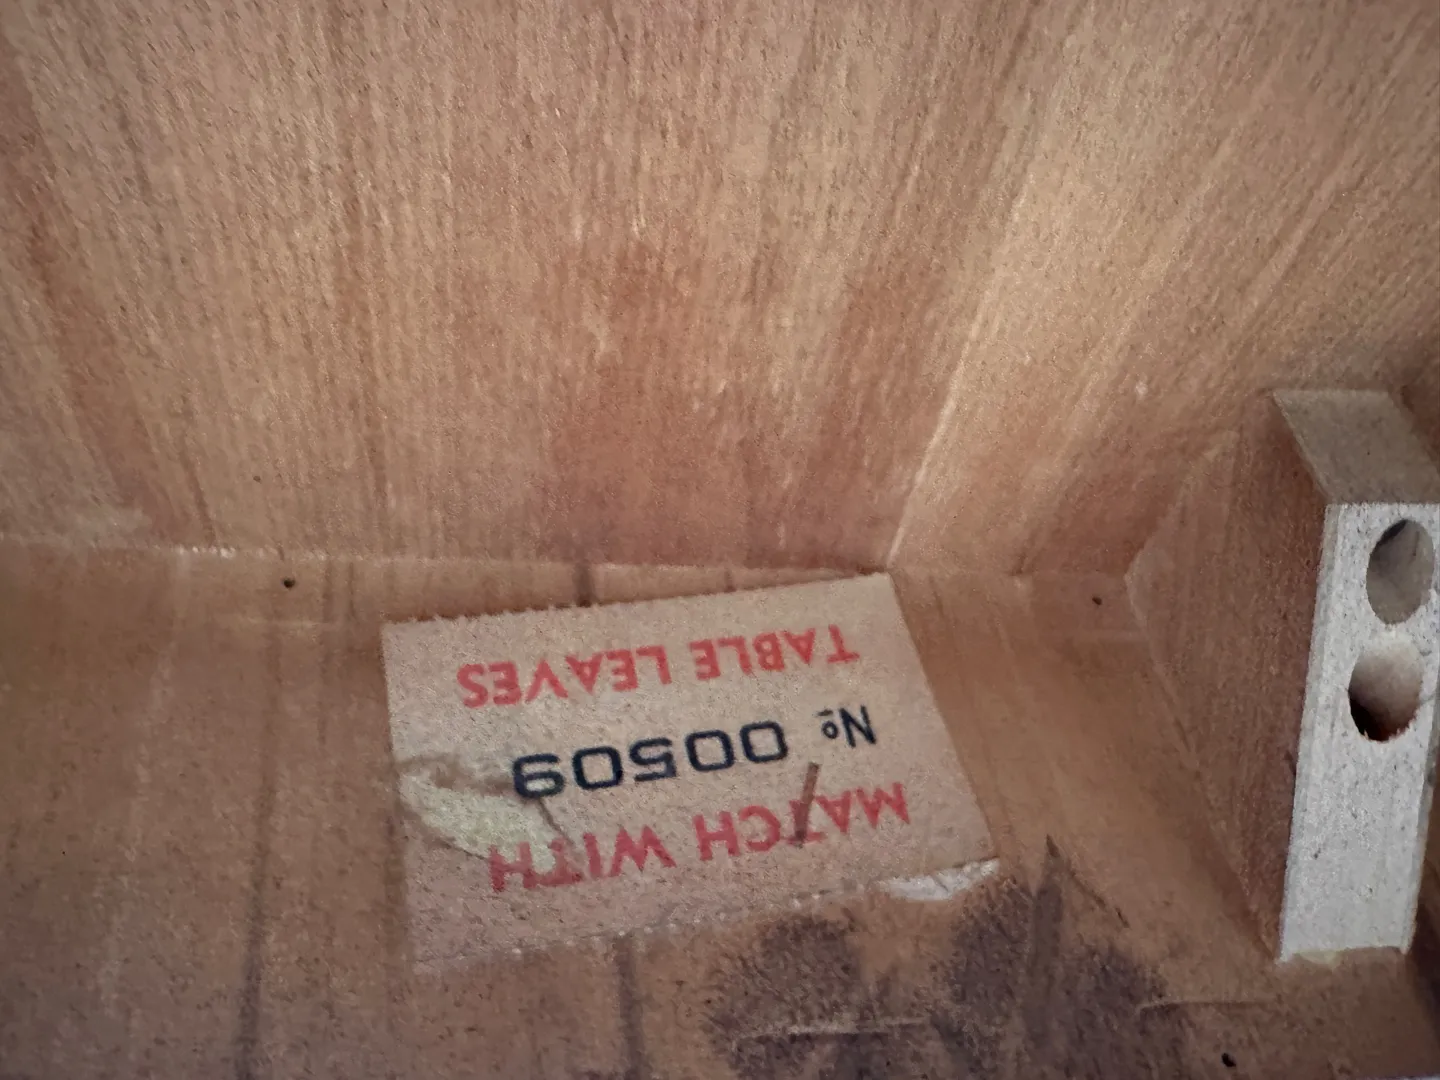 MATCH WITH
Nº 00509
TABLE LEAVES